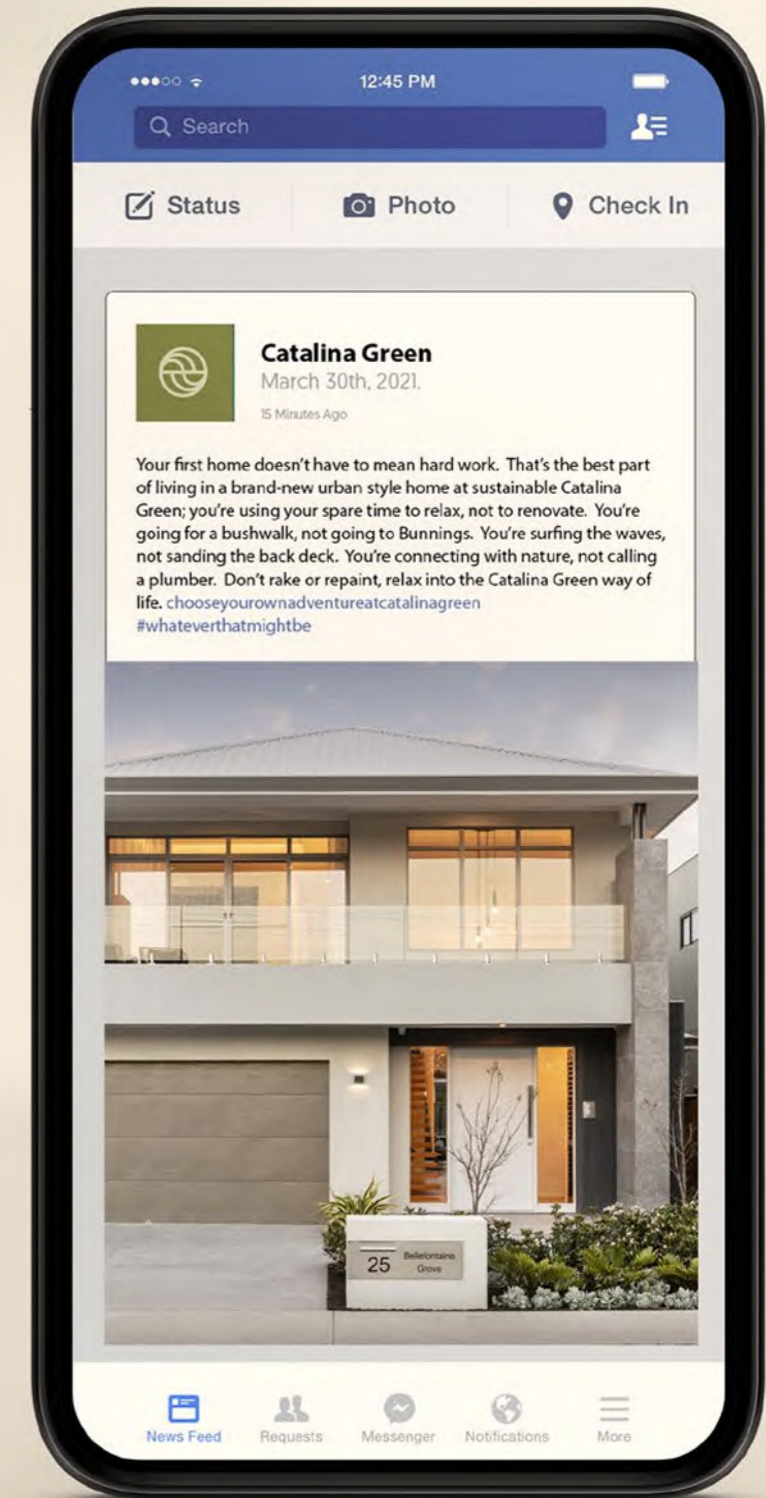 12:45 PM
Search
Status
Photo
Check In
Catalina Green
March 30th, 2021.
15 Minutes Ago
Your first home doesn't have to mean hard work. That's the best part
of living in a brand-new urban style home at sustainable Catalina
Green; you're using your spare time to relax, not to renovate. You're
going for a bushwalk, not going to Bunnings. You're surfing the waves,
not sanding the back deck. You're connecting with nature, not calling
a plumber. Don't rake or repaint, relax into the Catalina Green way of
life. chooseyourownadventureatcatalinagreen
#whateverthatmightbe
25
Bellefontaine
Grove
News Feed
Requests
Messenger
Notifications
More